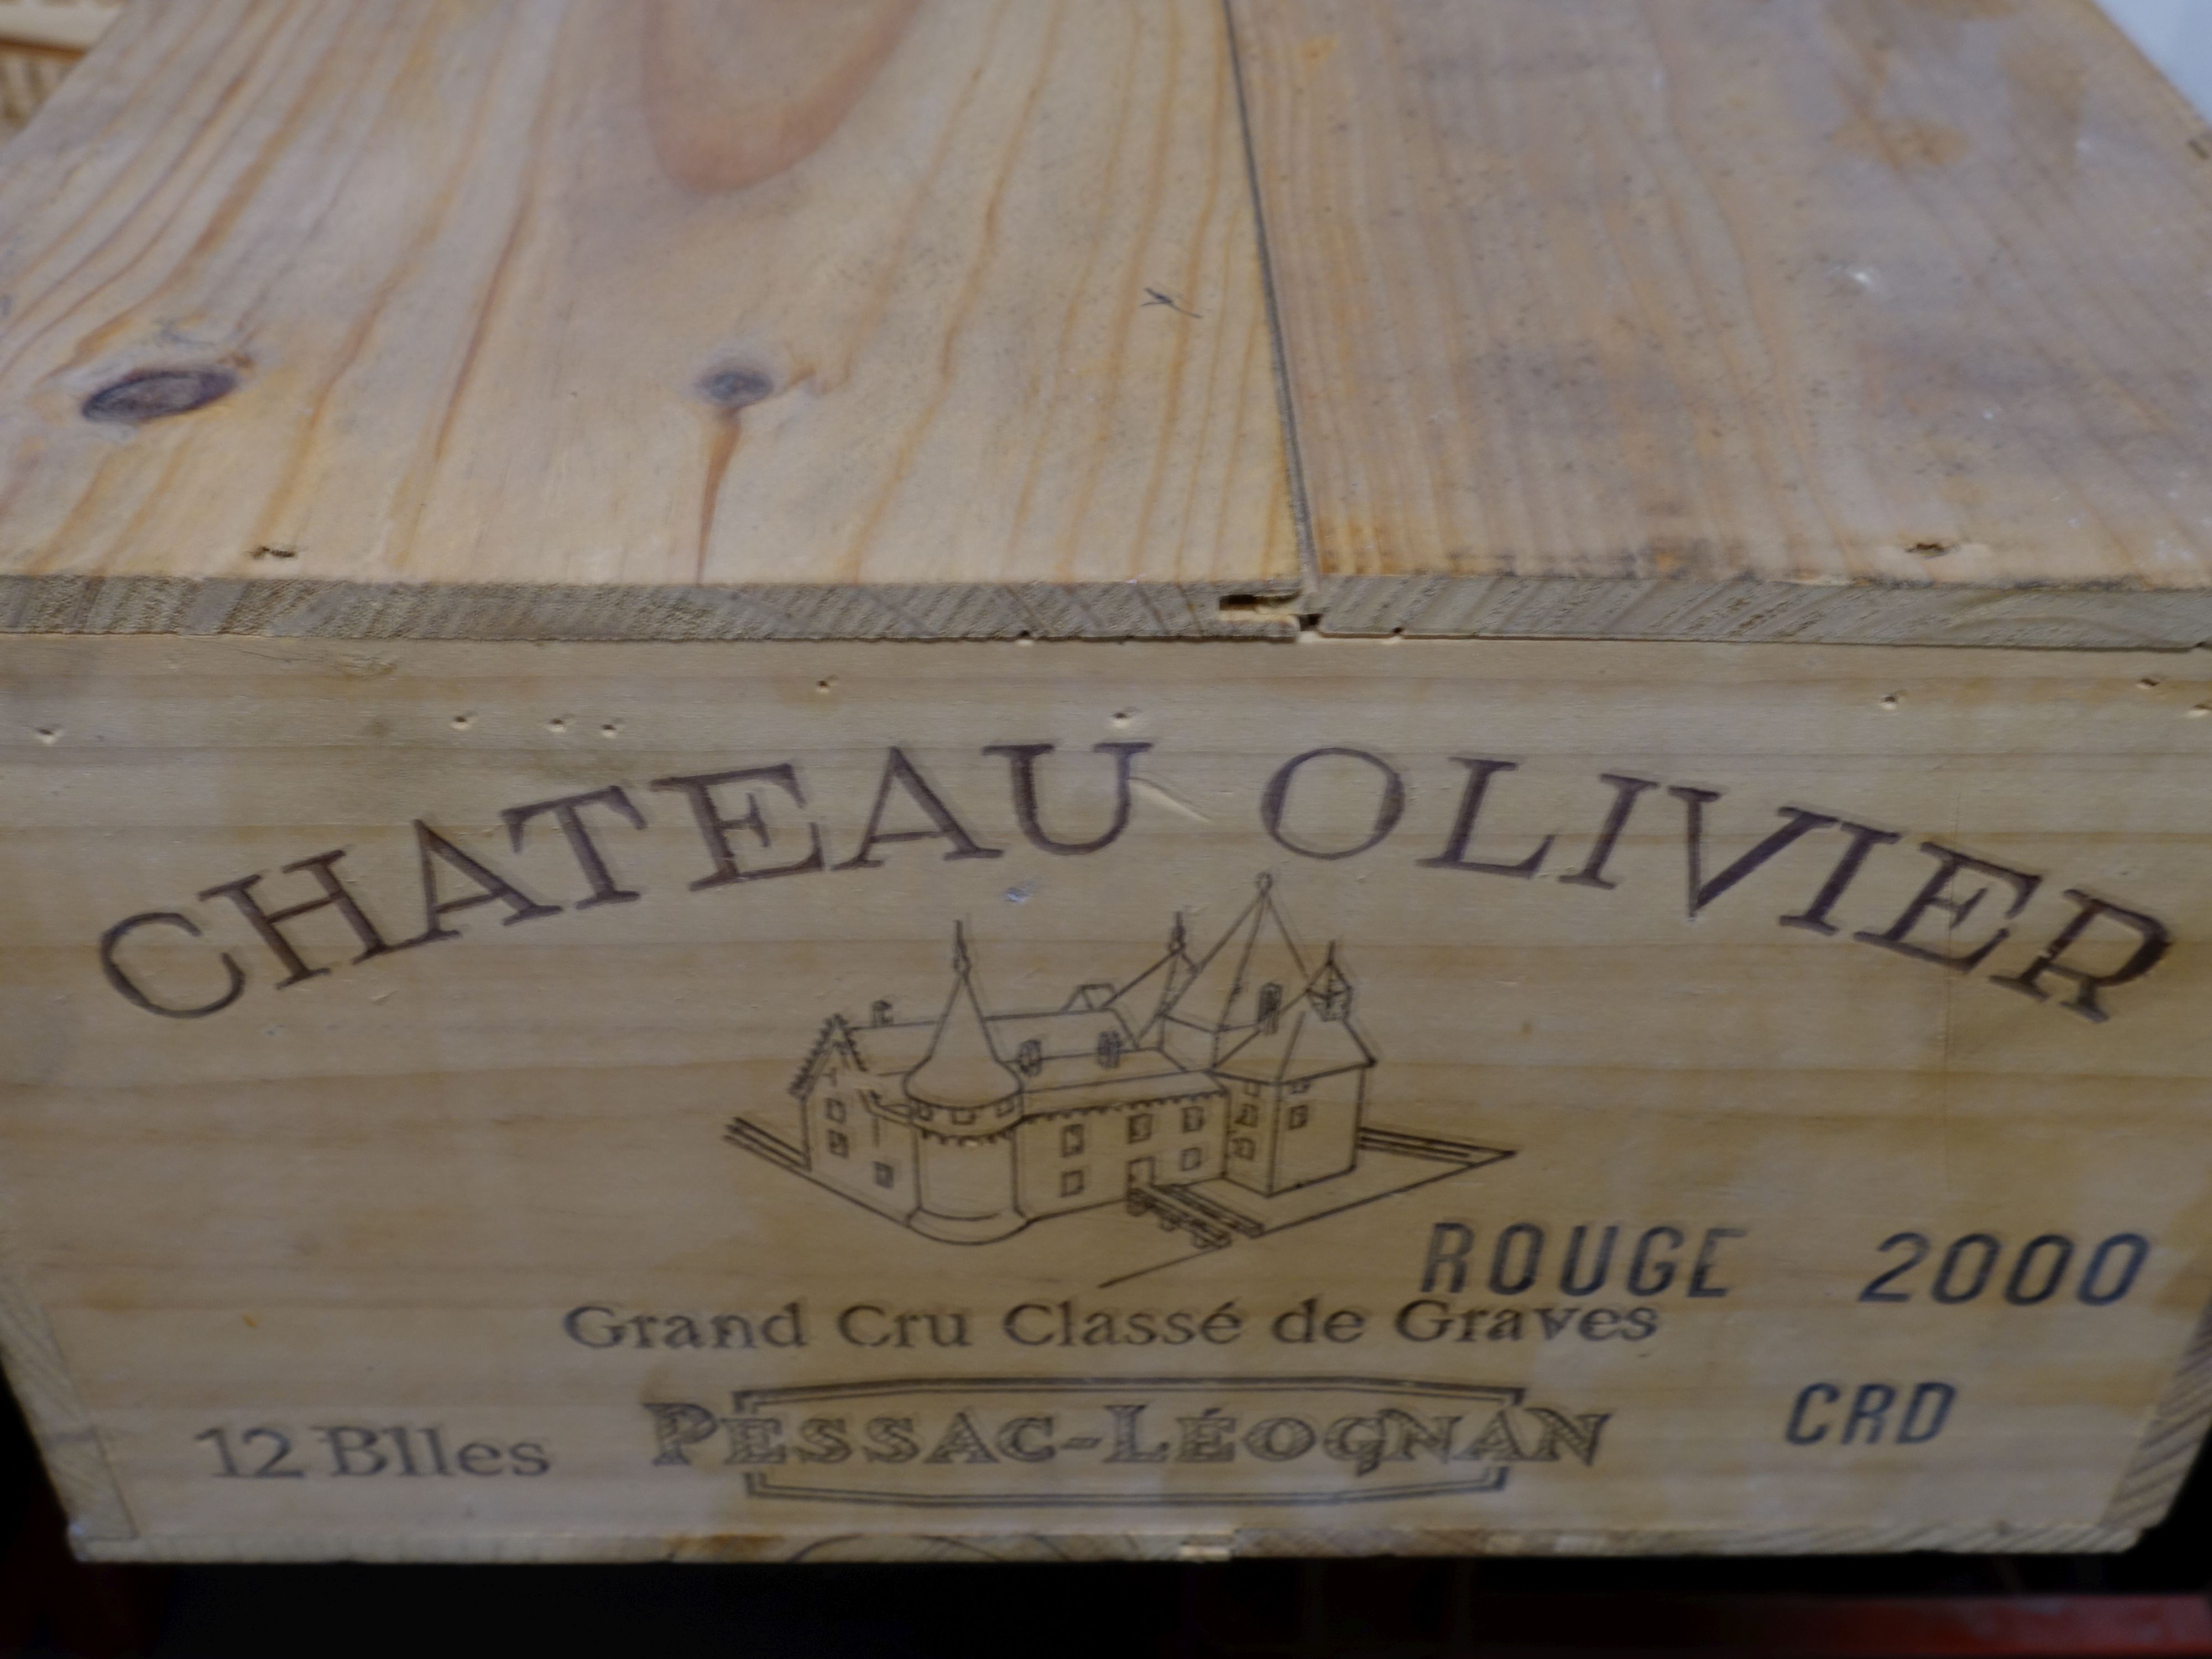 CHATEAU OLIVIER
ROUGE 2000
Grand Cru Classé de Graves
CRD
12 Blles
PESSAC-LÉOGNAN